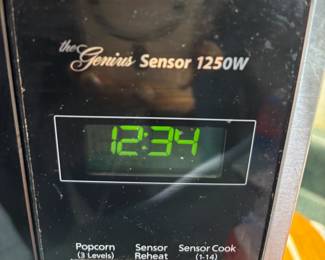 the Genius Sensor 1250W
12:34
Popcorn Sensor Sensor Cook
(3 Levels) Reheat (1-14)